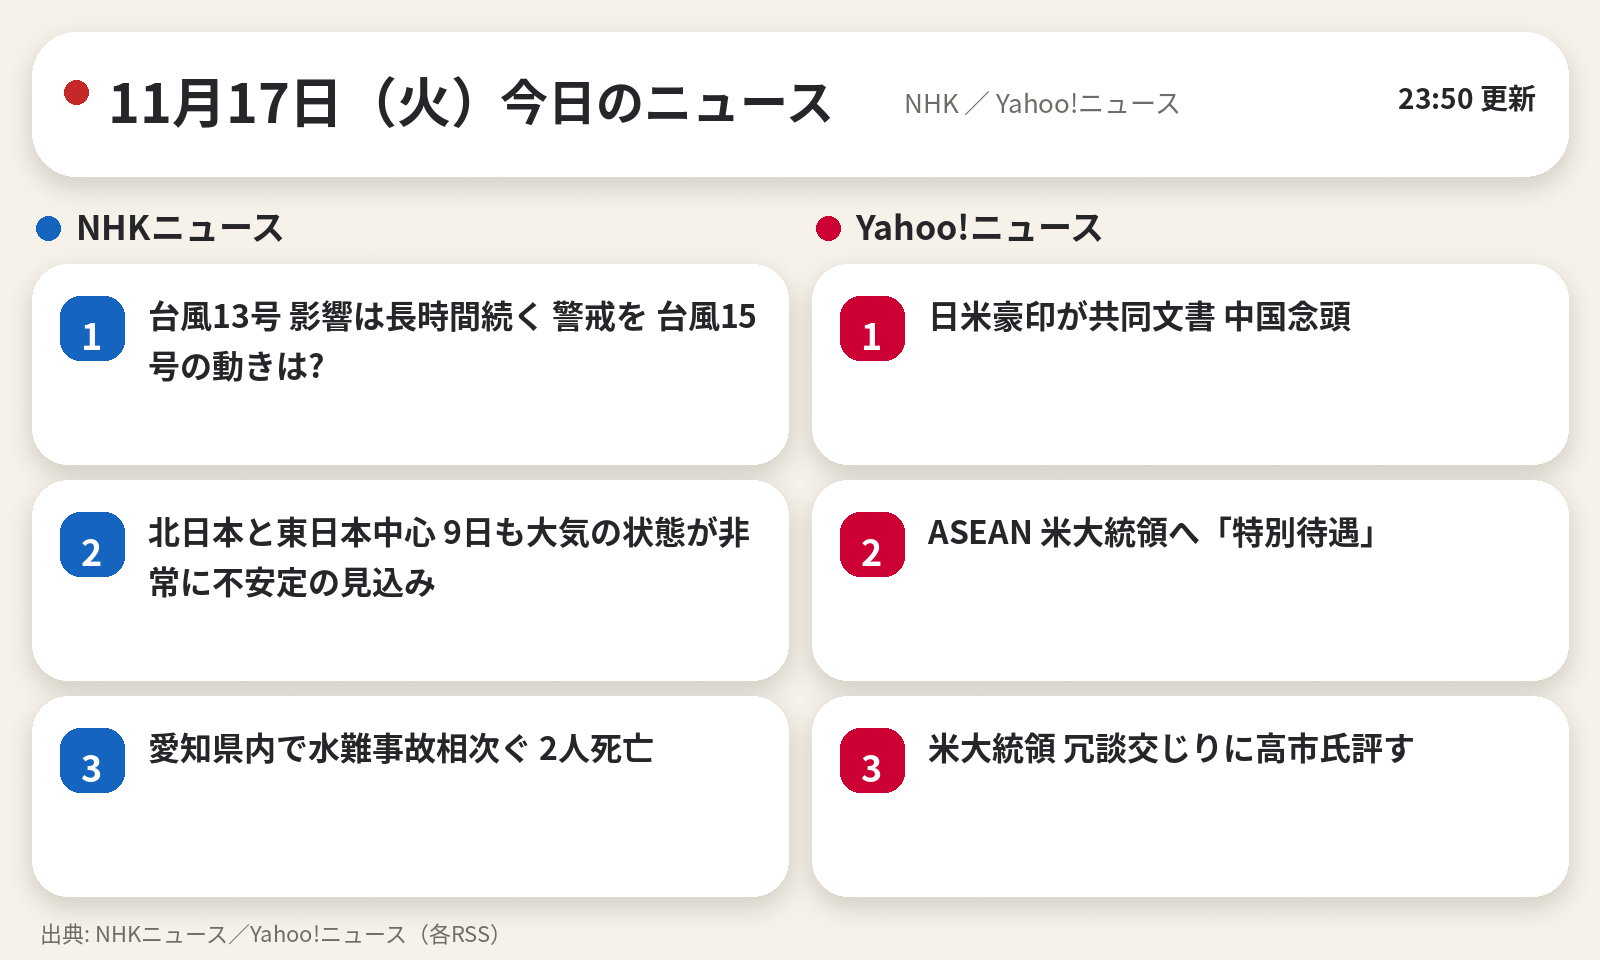 11月17日（火）今日のニュース
NHK ／ Yahoo!ニュース
23:50 更新
NHKニュース
1
台風13号 影響は長時間続く 警戒を 台風15
号の動きは?
2
北日本と東日本中心 9日も大気の状態が非
常に不安定の見込み
3
愛知県内で水難事故相次ぐ 2人死亡
Yahoo!ニュース
1
日米豪印が共同文書 中国念頭
2
ASEAN 米大統領へ「特別待遇」
3
米大統領 冗談交じりに高市氏評す
出典: NHKニュース／Yahoo!ニュース（各RSS）